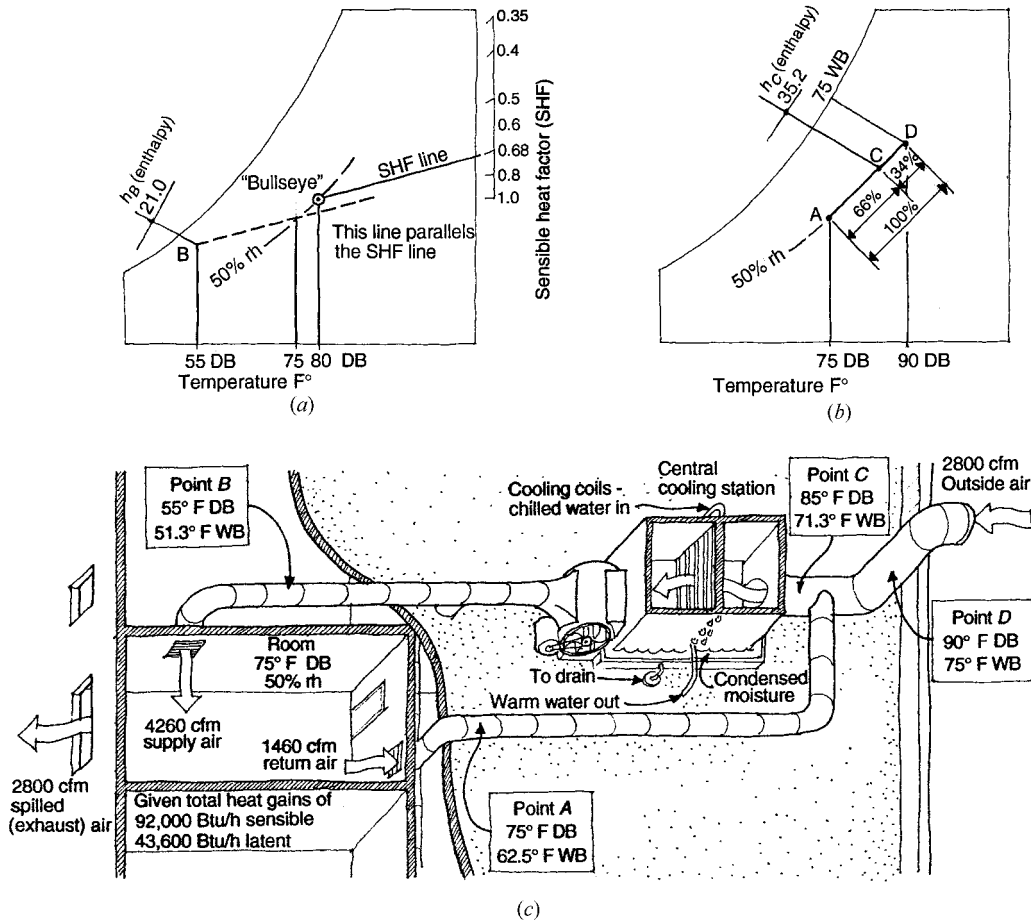 0.35
0.4
0.5
0.6
0.68
0.8
1.0
Sensible heat factor (SHF)
hB (enthalpy)
21.0
"Bullseye"
SHF line
This line parallels
the SHF line
B
50% rh
55 DB
75
80 DB
Temperature F°
(a)
hC (enthalpy)
35.2
75 WB
D
C
A
34%
66%
100%
50% rh
75 DB
90 DB
Temperature F°
(b)
Point B
55° F DB
51.3° F WB
Cooling coils -
chilled water in
Central
cooling station
Point C
85° F DB
71.3° F WB
2800 cfm
Outside air
Point D
90° F DB
75° F WB
Room
75° F DB
50% rh
To drain
Condensed
moisture
Warm water out
4260 cfm
supply air
1460 cfm
return air
2800 cfm
spilled
(exhaust) air
Given total heat gains of
92,000 Btu/h sensible
43,600 Btu/h latent
Point A
75° F DB
62.5° F WB
(c)